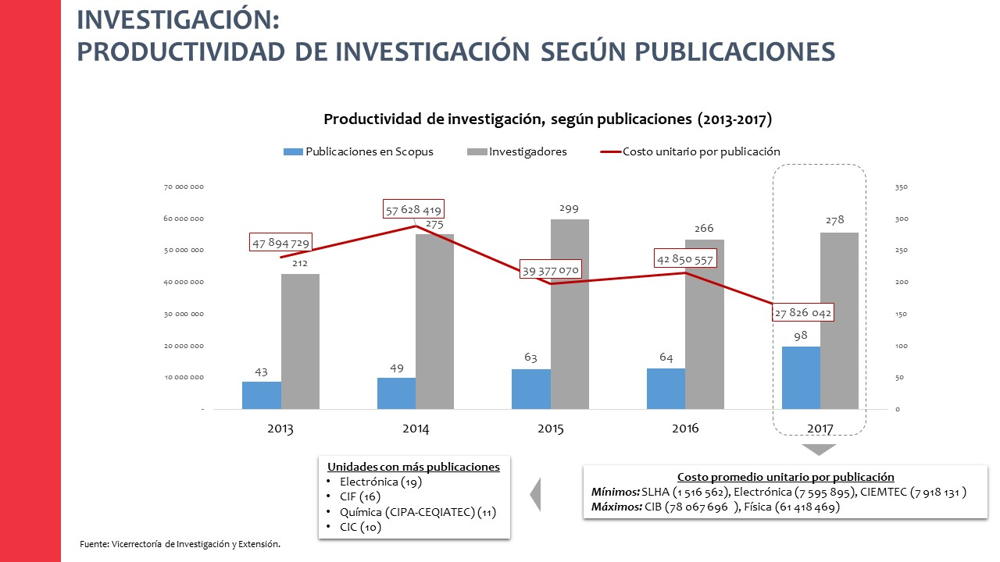 INVESTIGACIÓN:
PRODUCTIVIDAD DE INVESTIGACIÓN SEGÚN PUBLICACIONES
Productividad de investigación, según publicaciones (2013-2017)
Publicaciones en Scopus
Investigadores
Costo unitario por publicación
70 000 000
60 000 000
50 000 000
40 000 000
30 000 000
20 000 000
10 000 000
-
350
300
250
200
150
100
50
0
47 894 729
57 628 419
39 377 070
42 850 557
27 826 042
43
212
49
275
63
299
64
266
98
278
2013
2014
2015
2016
2017
Unidades con más publicaciones
• Electrónica (19)
• CIF (16)
• Química (CIPA-CEQIATEC) (11)
• CIC (10)
Costo promedio unitario por publicación
Mínimos: SLHA (1 516 562), Electrónica (7 595 895), CIEMTEC (7 918 131 )
Máximos: CIB (78 067 696 ), Física (61 418 469)
Fuente: Vicerrectoría de Investigación y Extensión.